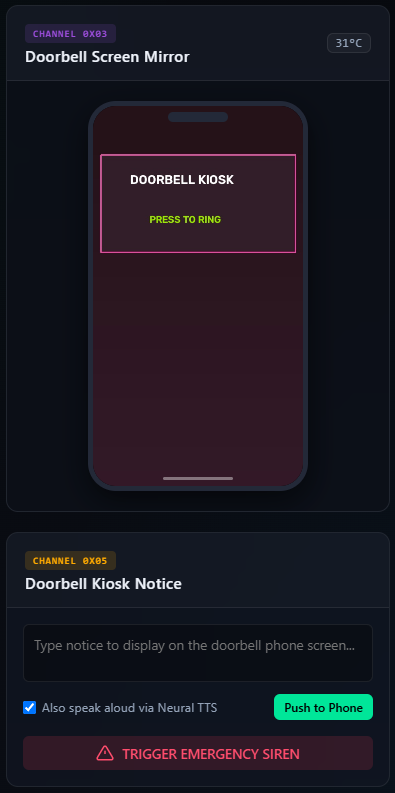 CHANNEL 0X03
Doorbell Screen Mirror
31°C
DOORBELL KIOSK
PRESS TO RING
CHANNEL 0X05
Doorbell Kiosk Notice
Type notice to display on the doorbell phone screen...
Also speak aloud via Neural TTS
Push to Phone
TRIGGER EMERGENCY SIREN